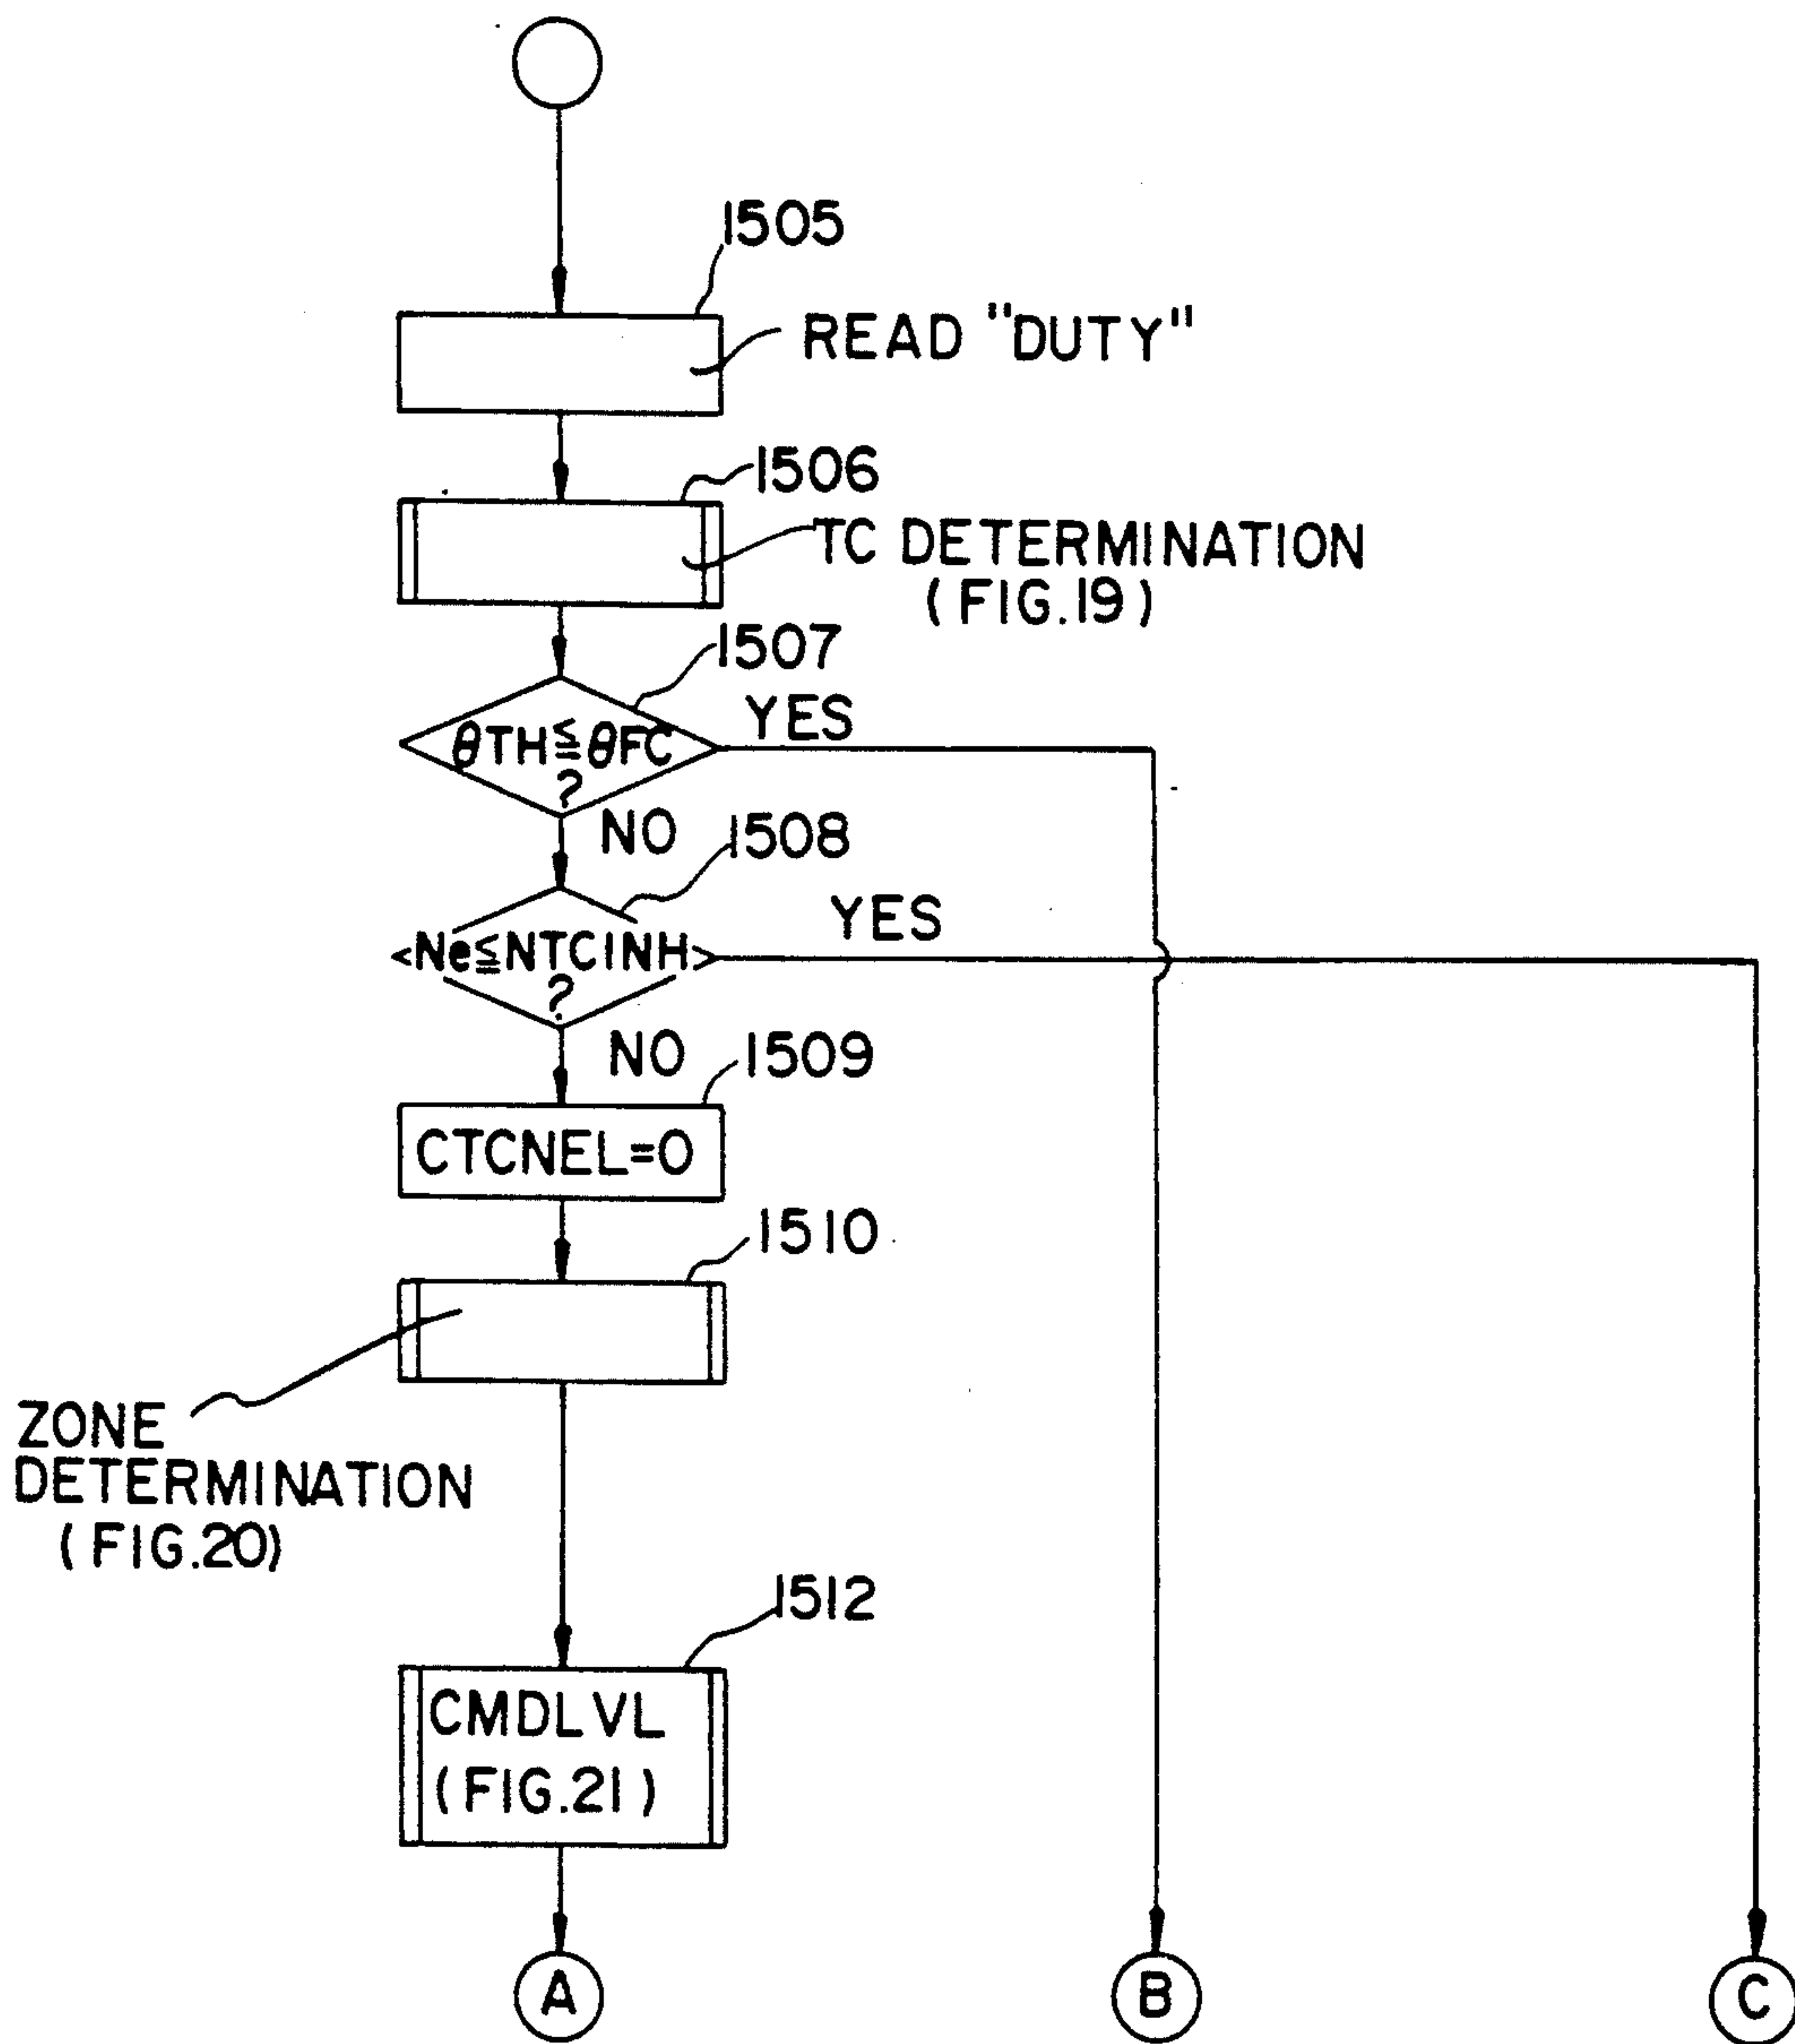 1505
READ "DUTY"
1506
TC DETERMINATION
(FIG.19)
1507
YES
θTH≦θFC
?
NO
1508
YES
<Ne≦NTCINH>
?
NO
1509
CTCNEL=0
1510
ZONE
DETERMINATION
(FIG.20)
1512
CMDLVL
(FIG.21)
A
B
C